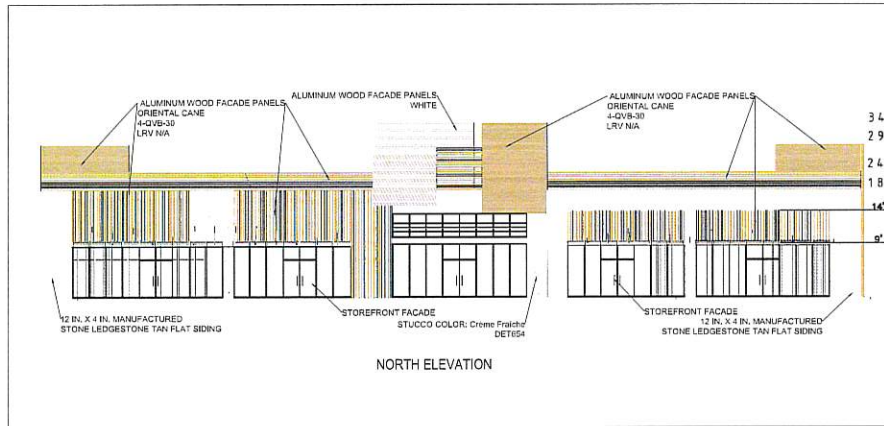 ALUMINUM WOOD FACADE PANELS
ORIENTAL CANE
4-QVB-30
LRV N/A
ALUMINUM WOOD FACADE PANELS
WHITE
ALUMINUM WOOD FACADE PANELS
ORIENTAL CANE
4-QVB-30
LRV N/A
34
29
24
18
14'
9'
12 IN. X 4 IN. MANUFACTURED
STONE LEDGESTONE TAN FLAT SIDING
STOREFRONT FACADE
STUCCO COLOR: Crème Fraiche
DET654
STOREFRONT FACADE
12 IN. X 4 IN. MANUFACTURED
STONE LEDGESTONE TAN FLAT SIDING
NORTH ELEVATION